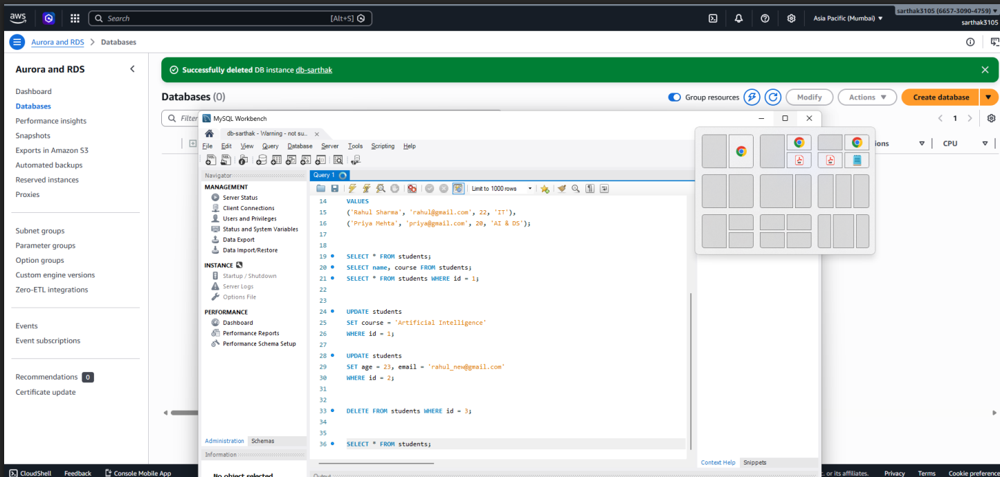 aws
Search
[Alt+S]
Asia Pacific (Mumbai)
sarthak3105 (6657-3090-4759)
sarthak3105
Aurora and RDS
Databases
Aurora and RDS
Dashboard
Databases
Performance insights
Snapshots
Exports in Amazon S3
Automated backups
Reserved instances
Proxies
Subnet groups
Parameter groups
Option groups
Custom engine versions
Zero-ETL integrations
Events
Event subscriptions
Recommendations 0
Certificate update
Successfully deleted DB instance db-sarthak
Databases (0)
Group resources
Modify
Actions
Create database
Filter
1
ions
CPU
MySQL Workbench
db-sarthak - Warning - not su...
File Edit View Query Database Server Tools Scripting Help
Navigator
MANAGEMENT
Server Status
Client Connections
Users and Privileges
Status and System Variables
Data Export
Data Import/Restore
INSTANCE
Startup / Shutdown
Server Logs
Options File
PERFORMANCE
Dashboard
Performance Reports
Performance Schema Setup
Administration Schemas
Information
No object selected
Query 1
Limit to 1000 rows
14 VALUES
15 ('Rahul Sharma', 'rahul@gmail.com', 22, 'IT'),
16 ('Priya Mehta', 'priya@gmail.com', 20, 'AI & DS');
17
18
19 SELECT * FROM students;
20 SELECT name, course FROM students;
21 SELECT * FROM students WHERE id = 1;
22
23
24 UPDATE students
25 SET course = 'Artificial Intelligence'
26 WHERE id = 1;
27
28 UPDATE students
29 SET age = 23, email = 'rahul_new@gmail.com'
30 WHERE id = 2;
31
32
33 DELETE FROM students WHERE id = 3;
34
35
36 SELECT * FROM students;
Output
Context Help Snippets
CloudShell Feedback Console Mobile App
. or its affiliates. Privacy Terms Cookie preference